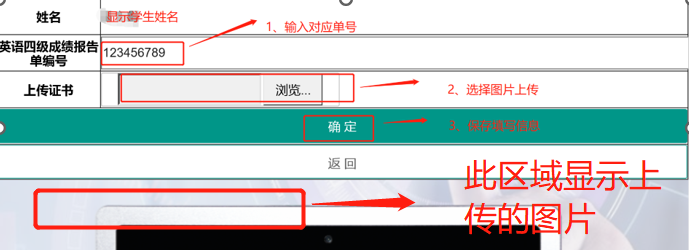 姓名 显示学生姓名
1、输入对应单号
英语四级成绩报告
单编号 123456789
上传证书 浏览... 2、选择图片上传
确 定 3、保存填写信息
返 回
此区域显示上
传的图片